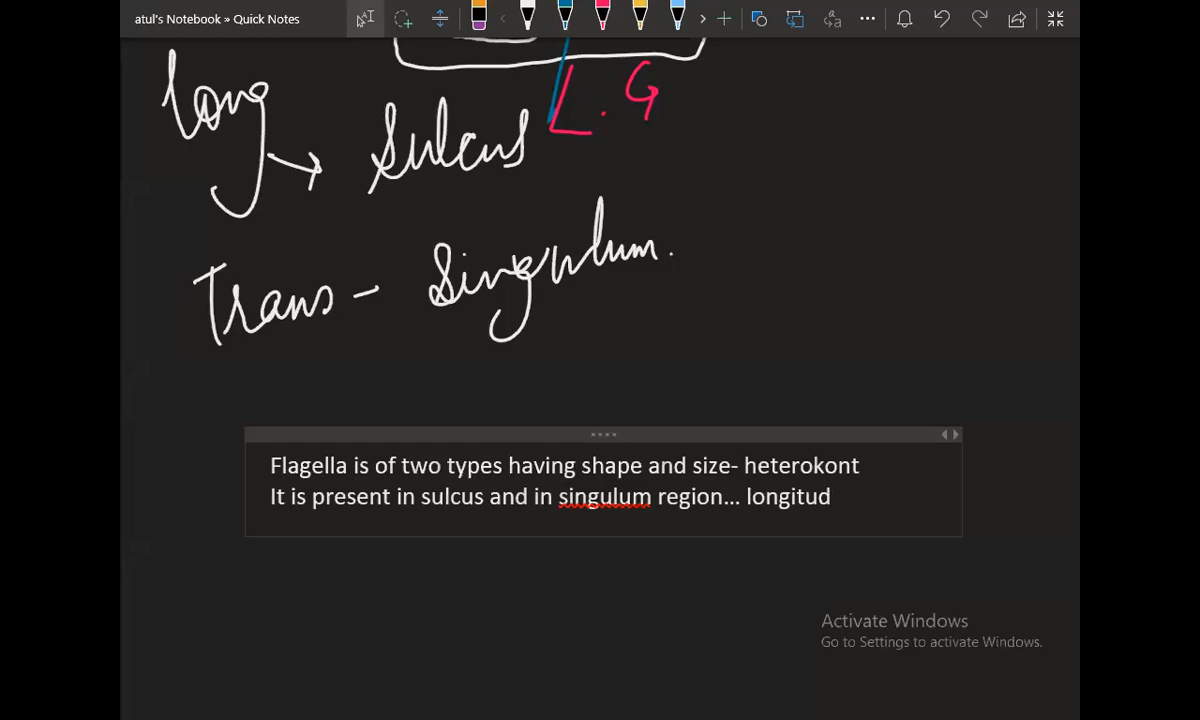 atul's Notebook » Quick Notes
Long → Sulcus
L.G
Trans - Singulum.
Flagella is of two types having shape and size- heterokont
It is present in sulcus and in singulum region... longitud
Activate Windows
Go to Settings to activate Windows.